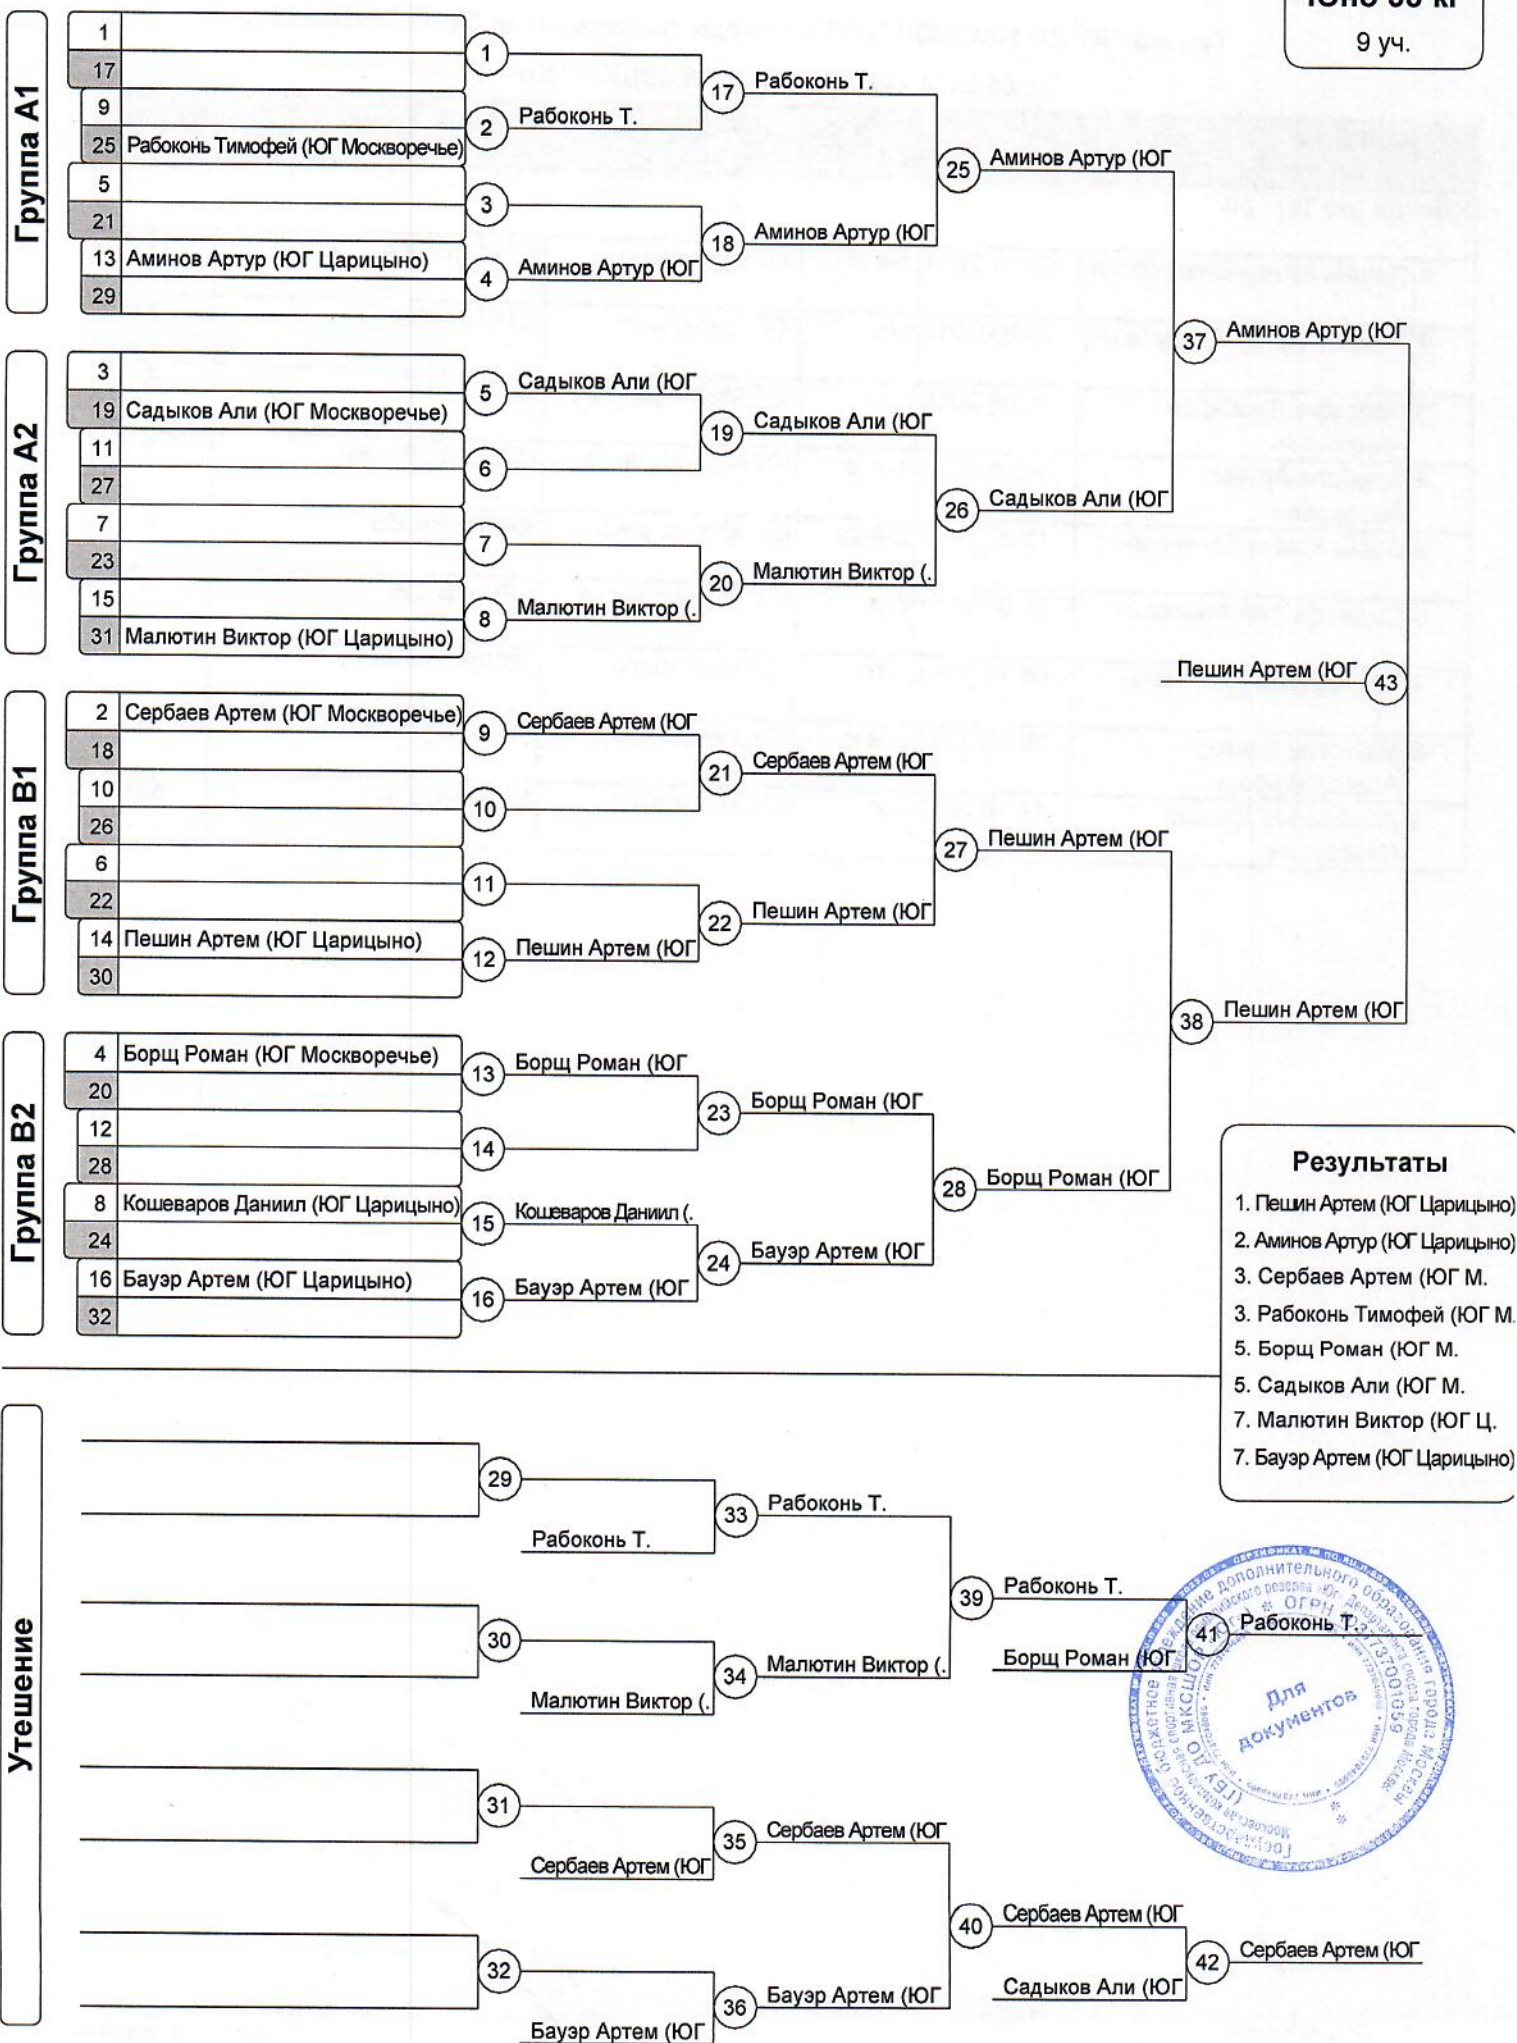 9 уч.
Группа A1
1
17
9
25 Рабоконь Тимофей (ЮГ Москворечье)
5
21
13 Аминов Артур (ЮГ Царицыно)
29
1
2 Рабоконь Т.
3
4 Аминов Артур (ЮГ
17 Рабоконь Т.
18 Аминов Артур (ЮГ
25 Аминов Артур (ЮГ
Группа A2
3
19 Садыков Али (ЮГ Москворечье)
11
27
7
23
15
31 Малютин Виктор (ЮГ Царицыно)
5 Садыков Али (ЮГ
6
7
8 Малютин Виктор (.
19 Садыков Али (ЮГ
20 Малютин Виктор (.
26 Садыков Али (ЮГ
37 Аминов Артур (ЮГ
Пешин Артем (ЮГ 43
Группа B1
2 Сербаев Артем (ЮГ Москворечье)
18
10
26
6
22
14 Пешин Артем (ЮГ Царицыно)
30
9 Сербаев Артем (ЮГ
10
11
12 Пешин Артем (ЮГ
21 Сербаев Артем (ЮГ
22 Пешин Артем (ЮГ
27 Пешин Артем (ЮГ
Группа B2
4 Борщ Роман (ЮГ Москворечье)
20
12
28
8 Кошеваров Даниил (ЮГ Царицыно)
24
16 Бауэр Артем (ЮГ Царицыно)
32
13 Борщ Роман (ЮГ
14
15 Кошеваров Даниил (.
16 Бауэр Артем (ЮГ
23 Борщ Роман (ЮГ
24 Бауэр Артем (ЮГ
28 Борщ Роман (ЮГ
38 Пешин Артем (ЮГ
Результаты
1. Пешин Артем (ЮГ Царицыно)
2. Аминов Артур (ЮГ Царицыно)
3. Сербаев Артем (ЮГ М.
3. Рабоконь Тимофей (ЮГ М.
5. Борщ Роман (ЮГ М.
5. Садыков Али (ЮГ М.
7. Малютин Виктор (ЮГ Ц.
7. Бауэр Артем (ЮГ Царицыно)
Утешение
29
Рабоконь Т.
33 Рабоконь Т.
30
Малютин Виктор (.
34 Малютин Виктор (.
39 Рабоконь Т.
Борщ Роман (ЮГ
41 Рабоконь Т.
31
Сербаев Артем (ЮГ
35 Сербаев Артем (ЮГ
32
Бауэр Артем (ЮГ
36 Бауэр Артем (ЮГ
40 Сербаев Артем (ЮГ
Садыков Али (ЮГ
42 Сербаев Артем (ЮГ
Для
документов